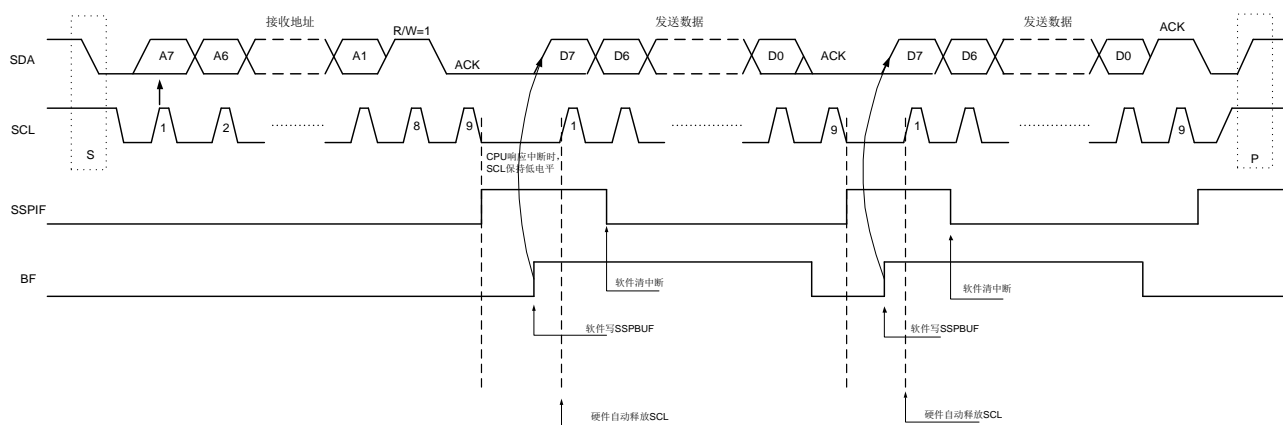 接收地址
发送数据
发送数据
R/W=1
ACK
SDA
A7
A6
A1
ACK
D7
D6
D0
ACK
D7
D6
D0
SCL
1
2
8
9
1
9
1
9
S
CPU响应中断时，
SCL保持低电平
P
SSPIF
BF
软件清中断
软件清中断
软件写SSPBUF
软件写SSPBUF
硬件自动释放SCL
硬件自动释放SCL